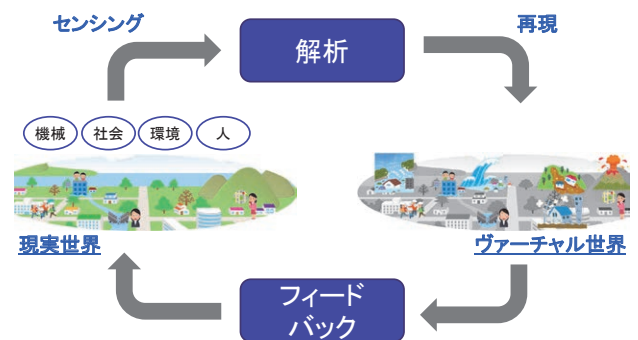 センシング
解析
再現
機械
社会
環境
人
現実世界
ヴァーチャル世界
フィード
バック